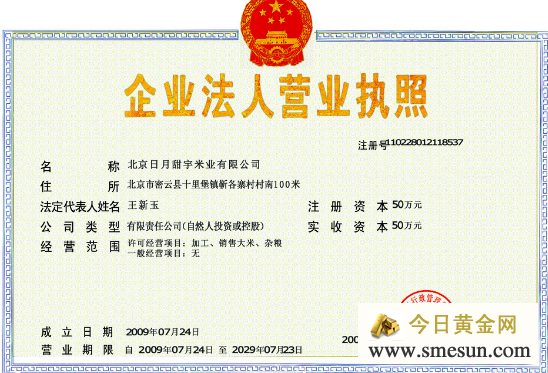 企业法人营业执照
注册号110228012118537
名 称 北京日月甜宇米业有限公司
住 所 北京市密云县十里堡镇靳各寨村村南100米
法定代表人姓名 王新玉 注 册 资 本 50万元
公 司 类 型 有限责任公司(自然人投资或控股) 实 收 资 本 50万元
经 营 范 围 许可经营项目：加工、销售大米、杂粮
一般经营项目：无
行政管理
成 立 日 期 2009年07月24日
营 业 期 限 自 2009年07月24日 至 2029年07月23日
200
今日黄金网
www.smesun.com